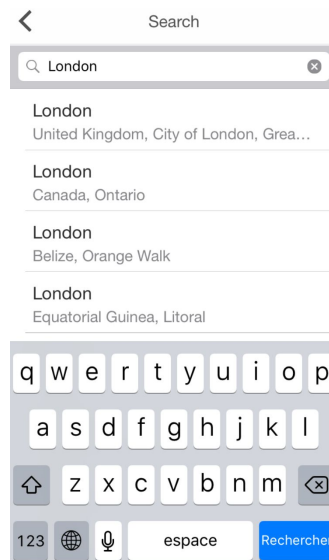 Search
London
London
United Kingdom, City of London, Grea...
London
Canada, Ontario
London
Belize, Orange Walk
London
Equatorial Guinea, Litoral
q w e r t y u i o p
a s d f g h j k l
z x c v b n m
123 espace Rechercher